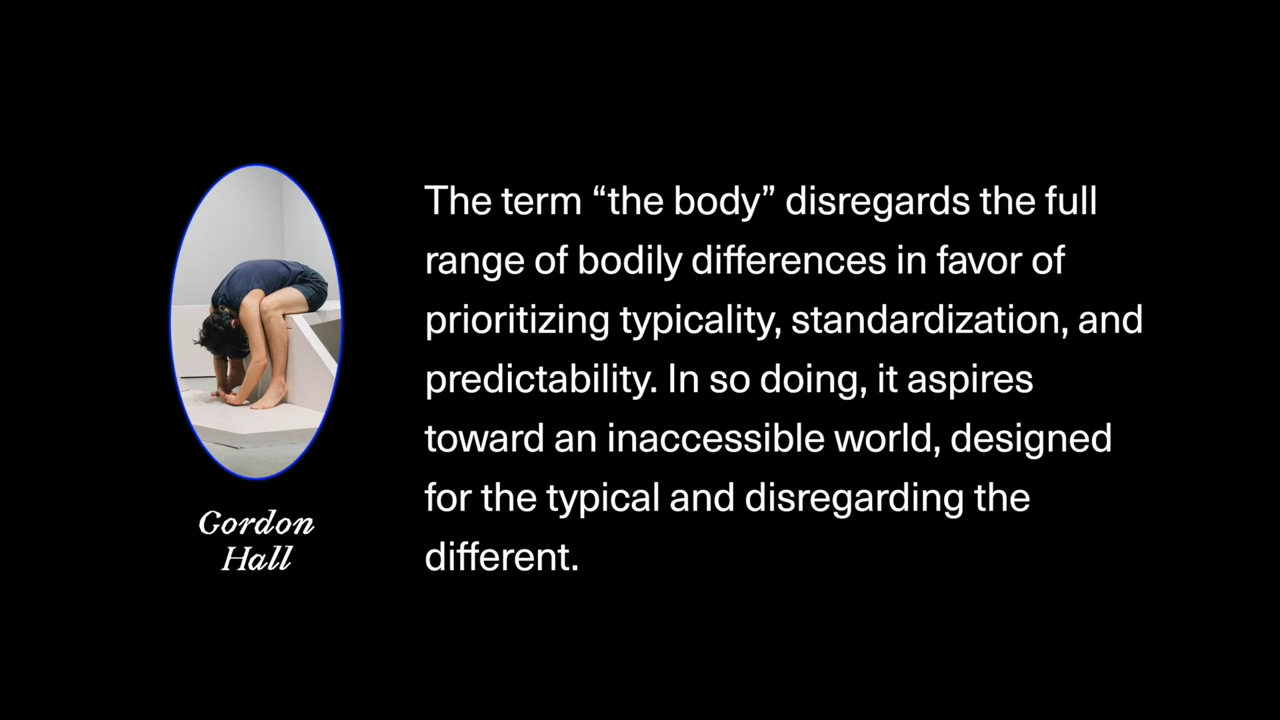 The term “the body” disregards the full
range of bodily differences in favor of
prioritizing typicality, standardization, and
predictability. In so doing, it aspires
toward an inaccessible world, designed
for the typical and disregarding the
different.
Gordon
Hall